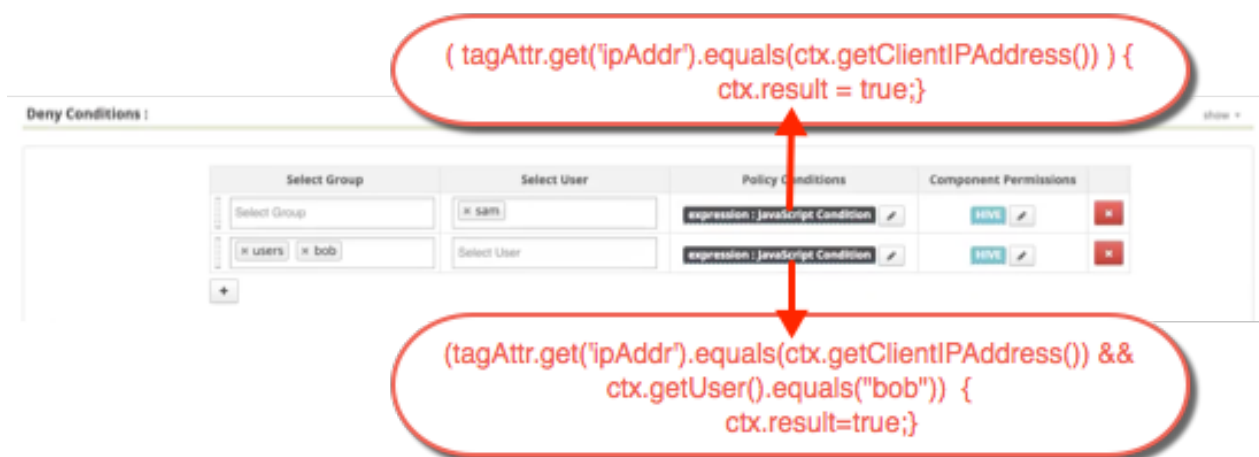 ( tagAttr.get('ipAddr').equals(ctx.getClientIPAddress()) ) {
ctx.result = true;}
Deny Conditions :
show
Select Group
Select User
Policy Conditions
Component Permissions
Select Group
× sam
expression : JavaScript Condition
HIVE
×
× users
× bob
Select User
expression : JavaScript Condition
HIVE
×
+
(tagAttr.get('ipAddr').equals(ctx.getClientIPAddress()) &&
ctx.getUser().equals("bob"))  {
ctx.result=true;}